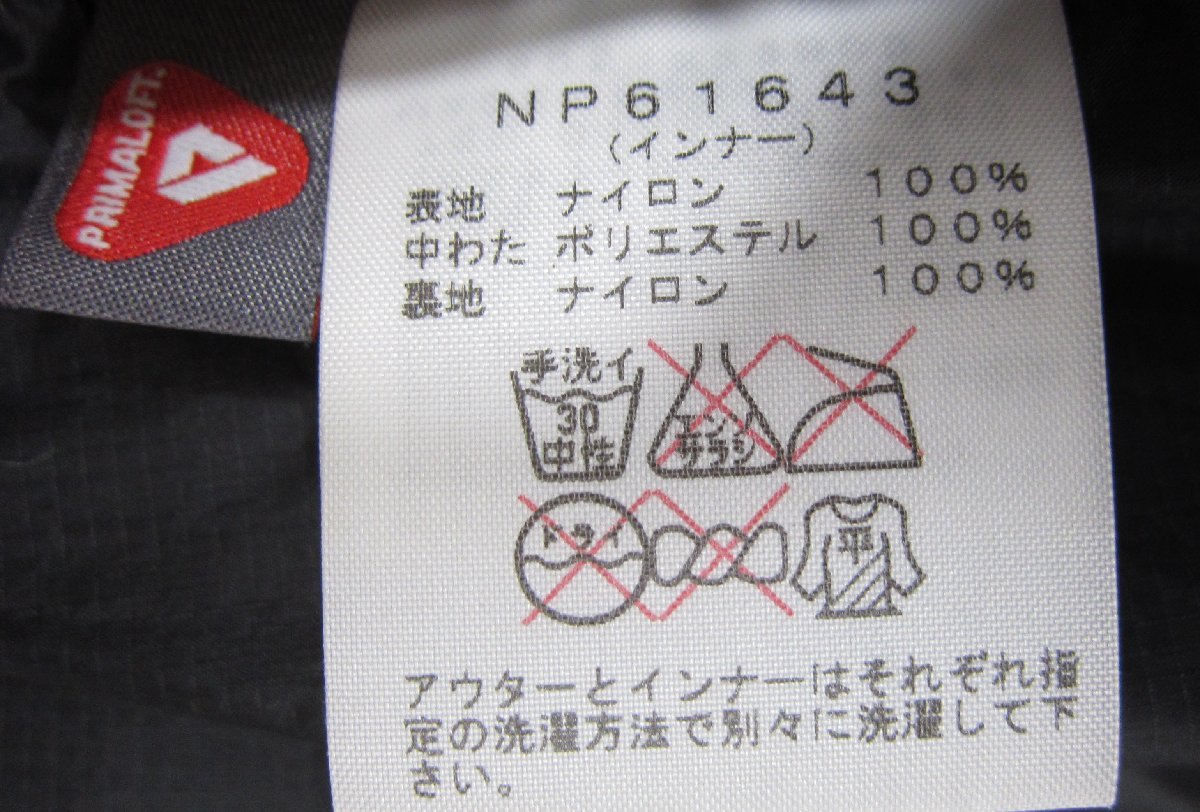 PRIMALOFT.
NP61643
(インナー)
表地 ナイロン 100%
中わた ポリエステル 100%
裏地 ナイロン 100%
手洗イ
30
中性
エンソ
サラシ
ドライ
平
アウターとインナーはそれぞれ指
定の洗濯方法で別々に洗濯して下
さい。